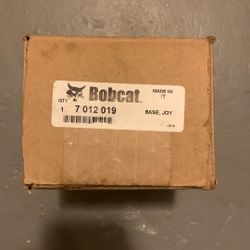 Bobcat.
MADE IN
IT
QTY
1 7 012 019 BASE, JOY